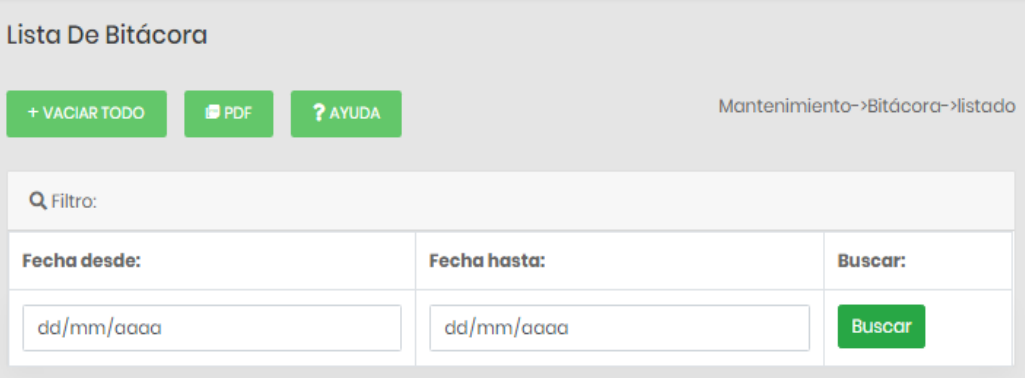 Lista De Bitácora
+ VACIAR TODO PDF ? AYUDA Mantenimiento->Bitácora->listado
Filtro:
Fecha desde: Fecha hasta: Buscar:
dd/mm/aaaa dd/mm/aaaa Buscar